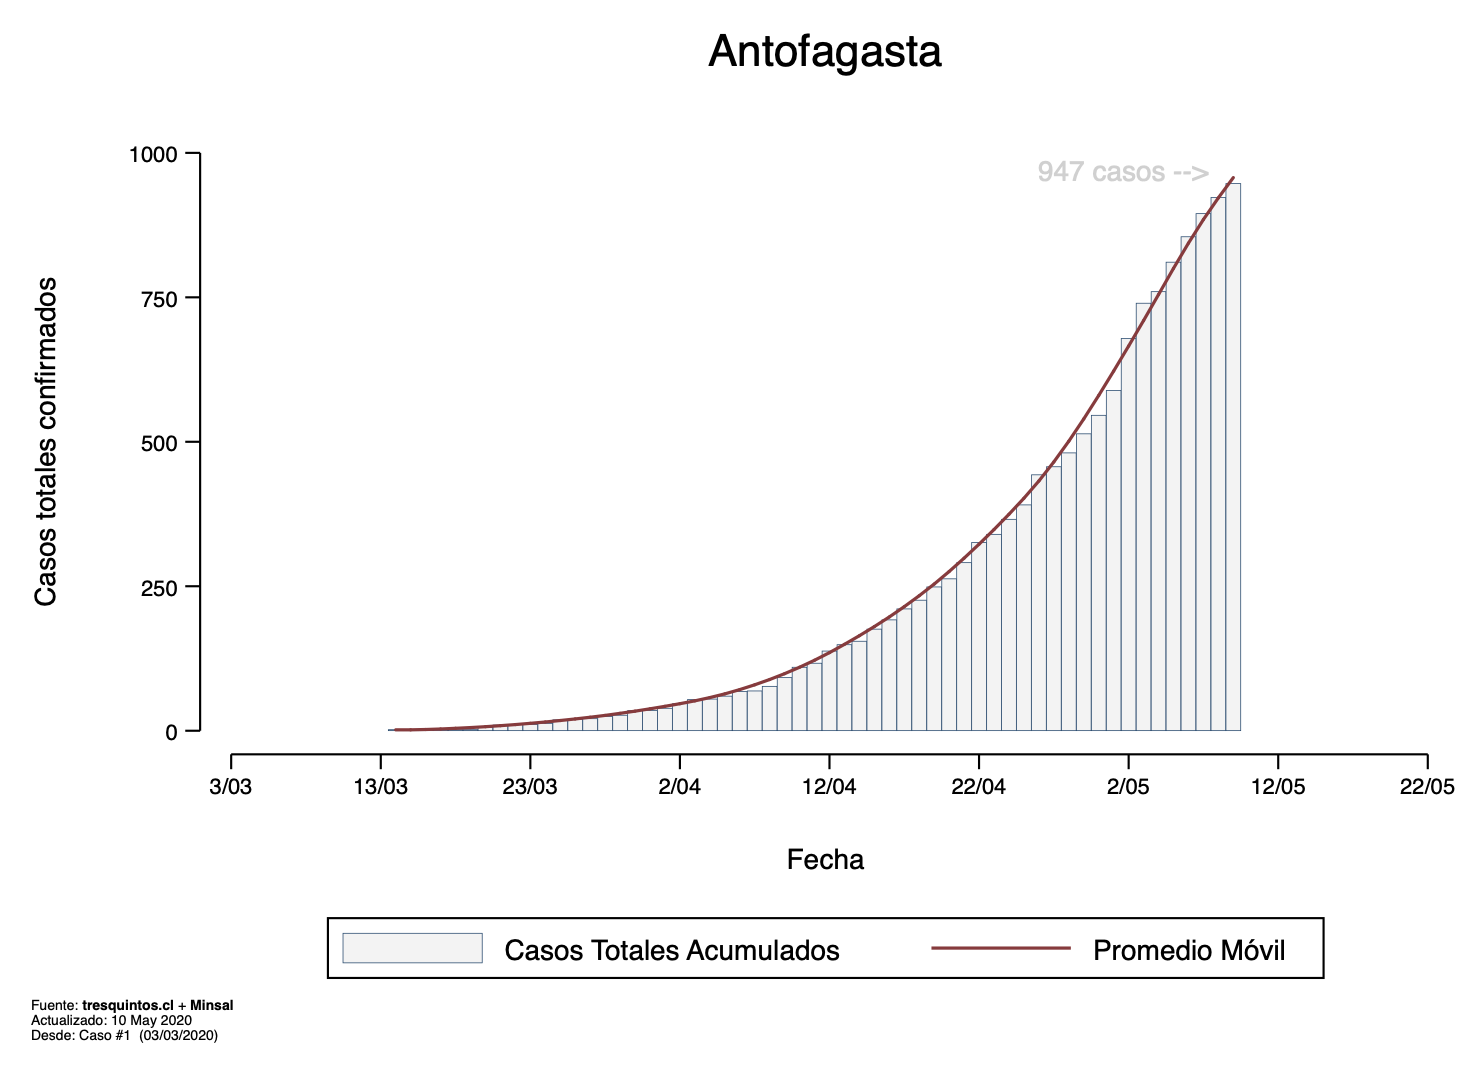 Antofagasta
947 casos -->
Casos totales confirmados
1000
750
500
250
0
3/03 13/03 23/03 2/04 12/04 22/04 2/05 12/05 22/05
Fecha
Casos Totales Acumulados Promedio Móvil
Fuente: tresquintos.cl + Minsal
Actualizado: 10 May 2020
Desde: Caso #1 (03/03/2020)